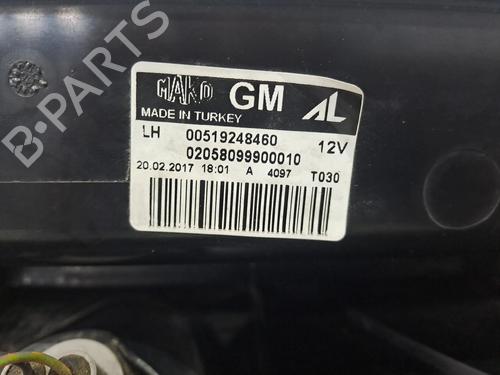 B-PARTS
MAKO GM AL
MADE IN TURKEY
LH 00519248460 12V
02058099900010
20.02.2017 18:01 A 4097 T030